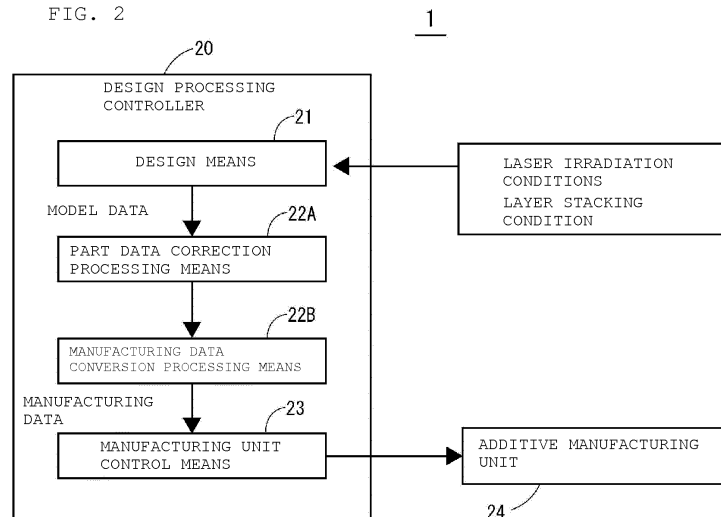 FIG. 2
1
20
DESIGN PROCESSING
CONTROLLER
21
DESIGN MEANS
LASER IRRADIATION
CONDITIONS
LAYER STACKING
CONDITION
MODEL DATA
22A
PART DATA CORRECTION
PROCESSING MEANS
22B
MANUFACTURING DATA
CONVERSION PROCESSING MEANS
MANUFACTURING
DATA
23
MANUFACTURING UNIT
CONTROL MEANS
ADDITIVE MANUFACTURING
UNIT
24